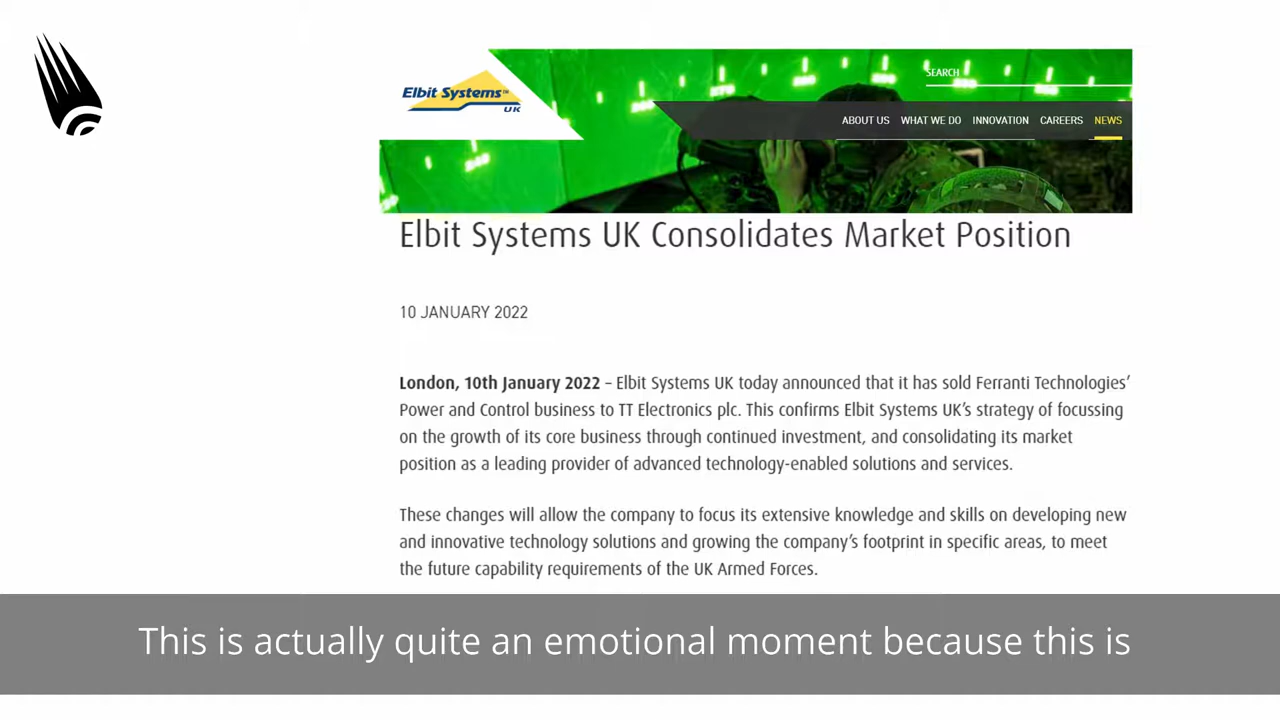 SEARCH
Elbit Systems™
UK
ABOUT US WHAT WE DO INNOVATION CAREERS NEWS
Elbit Systems UK Consolidates Market Position
10 JANUARY 2022
London, 10th January 2022 – Elbit Systems UK today announced that it has sold Ferranti Technologies’
Power and Control business to TT Electronics plc. This confirms Elbit Systems UK’s strategy of focussing
on the growth of its core business through continued investment, and consolidating its market
position as a leading provider of advanced technology-enabled solutions and services.
These changes will allow the company to focus its extensive knowledge and skills on developing new
and innovative technology solutions and growing the company’s footprint in specific areas, to meet
the future capability requirements of the UK Armed Forces.
This is actually quite an emotional moment because this is